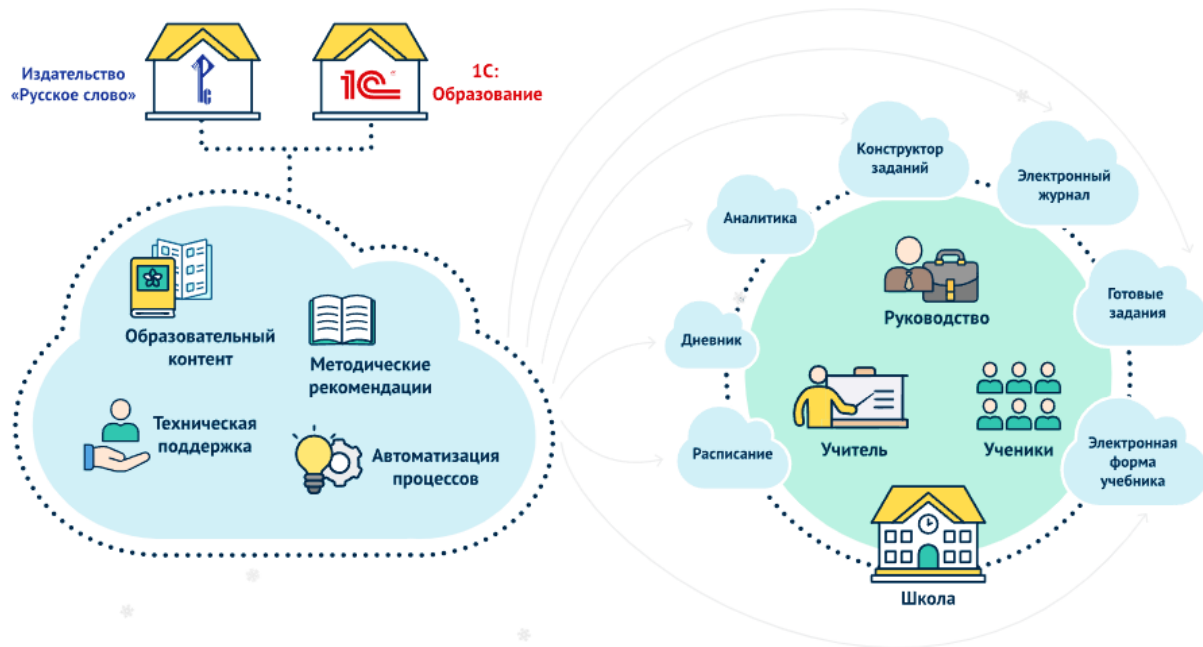 Издательство
«Русское слово»
РС
1С
1С:
Образование
Образовательный
контент
Методические
рекомендации
Техническая
поддержка
Автоматизация
процессов
Конструктор
заданий
Электронный
журнал
Аналитика
Готовые
задания
Дневник
Руководство
Расписание
Учитель
Ученики
Электронная
форма
учебника
Школа